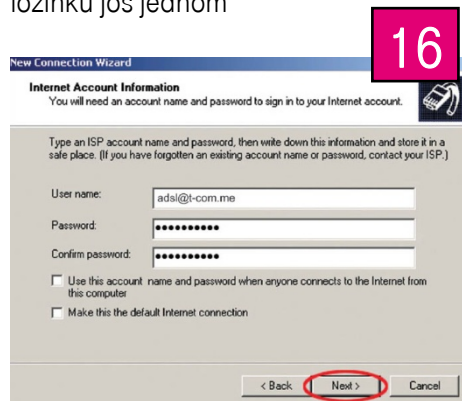 lozinku još jednom
16
New Connection Wizard
Internet Account Information
You will need an account name and password to sign in to your Internet account.
Type an ISP account name and password, then write down this information and store it in a
safe place. (If you have forgotten an existing account name or password, contact your ISP.)
User name:
adsl@t-com.me
Password:
••••••••••
Confirm password:
••••••••••
Use this account name and password when anyone connects to the Internet from
this computer
Make this the default Internet connection
< Back
Next >
Cancel